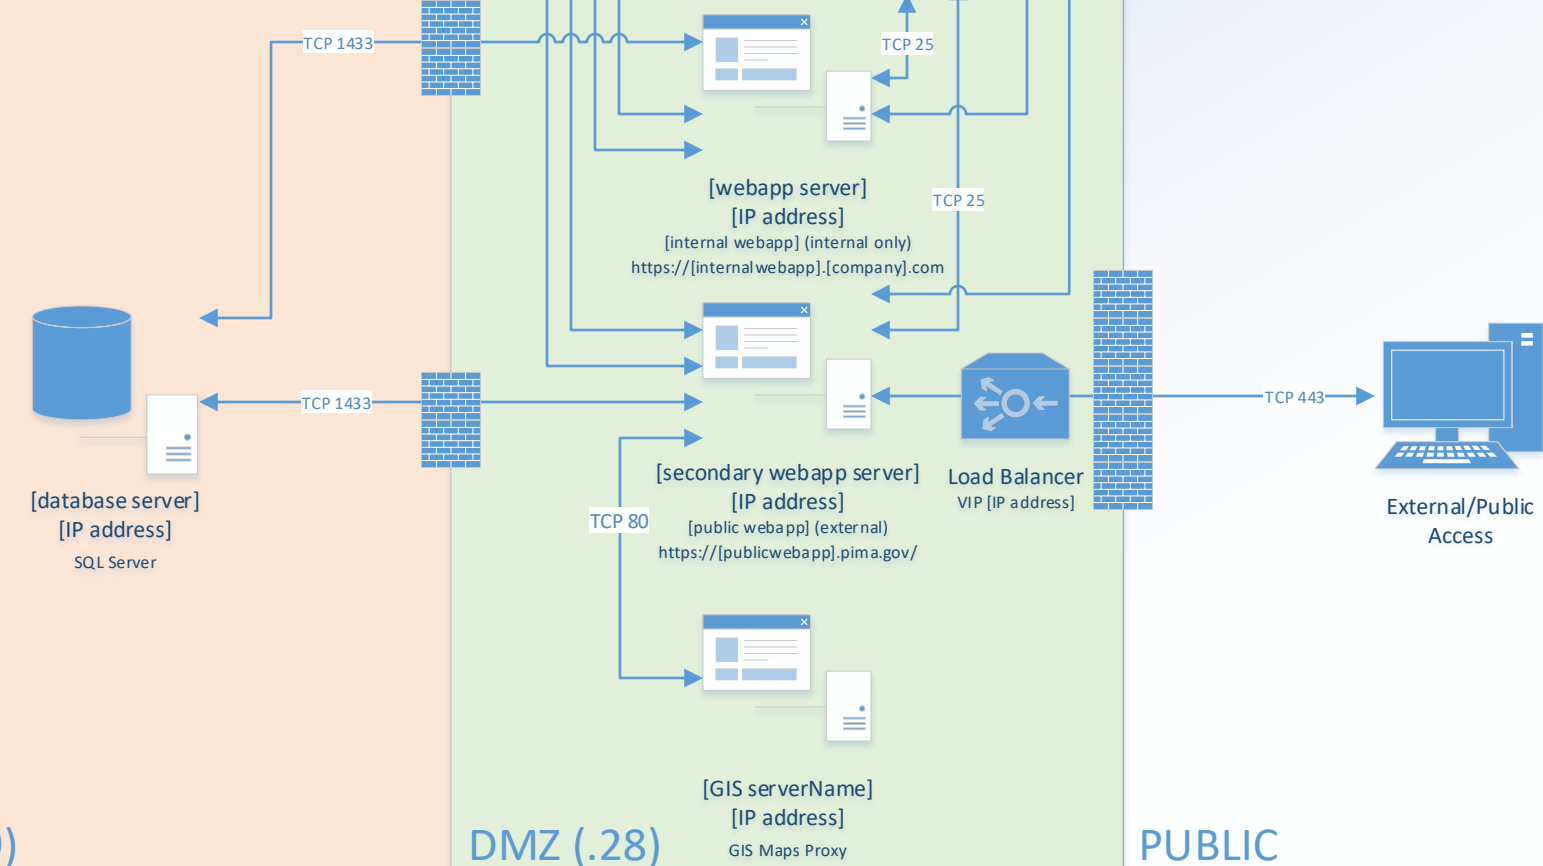 TCP 1433
TCP 25
[webapp server]
[IP address]
[internal webapp] (internal only)
https://[internalwebapp].[company].com
TCP 25
TCP 1433
TCP 443
[database server]
[IP address]
SQL Server
[secondary webapp server]
[IP address]
[public webapp] (external)
https://[publicwebapp].pima.gov/
Load Balancer
VIP [IP address]
External/Public
Access
TCP 80
[GIS serverName]
[IP address]
GIS Maps Proxy
)
DMZ (.28)
PUBLIC